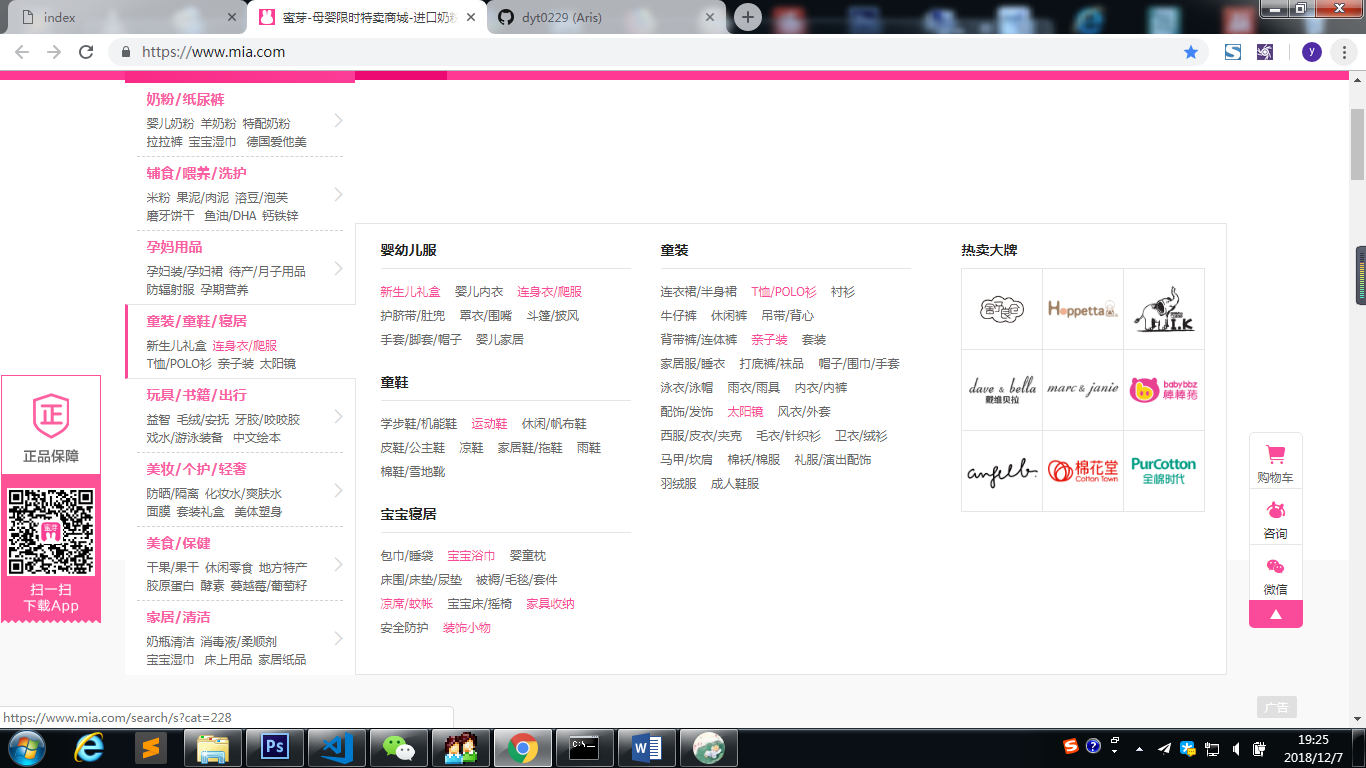 index
蜜芽-母婴限时特卖商城-进口奶粉
dyt0229 (Aris)
https://www.mia.com
y
奶粉/纸尿裤
婴儿奶粉 羊奶粉 特配奶粉
拉拉裤 宝宝湿巾 德国爱他美
辅食/喂养/洗护
米粉 果泥/肉泥 溶豆/泡芙
磨牙饼干 鱼油/DHA 钙铁锌
孕妈用品
孕妇装/孕妇裙 待产/月子用品
防辐射服 孕期营养
童装/童鞋/寝居
新生儿礼盒 连身衣/爬服
T恤/POLO衫 亲子装 太阳镜
玩具/书籍/出行
益智 毛绒/安抚 牙胶/咬咬胶
戏水/游泳装备 中文绘本
美妆/个护/轻奢
防晒/隔离 化妆水/爽肤水
面膜 套装礼盒 美体塑身
美食/保健
干果/果干 休闲零食 地方特产
胶原蛋白 酵素 蔓越莓/葡萄籽
家居/清洁
奶瓶清洁 消毒液/柔顺剂
宝宝湿巾 床上用品 家居纸品
婴幼儿服
新生儿礼盒 婴儿内衣 连身衣/爬服
护脐带/肚兜 罩衣/围嘴 斗篷/披风
手套/脚套/帽子 婴儿家居
童鞋
学步鞋/机能鞋 运动鞋 休闲/帆布鞋
皮鞋/公主鞋 凉鞋 家居鞋/拖鞋 雨鞋
棉鞋/雪地靴
宝宝寝居
包巾/睡袋 宝宝浴巾 婴童枕
床围/床垫/尿垫 被褥/毛毯/套件
凉席/蚊帐 宝宝床/摇椅 家具收纳
安全防护 装饰小物
童装
连衣裙/半身裙 T恤/POLO衫 衬衫
牛仔裤 休闲裤 吊带/背心
背带裤/连体裤 亲子装 套装
家居服/睡衣 打底裤/袜品 帽子/围巾/手套
泳衣/泳帽 雨衣/雨具 内衣/内裤
配饰/发饰 太阳镜 风衣/外套
西服/皮衣/夹克 毛衣/针织衫 卫衣/绒衫
马甲/坎肩 棉袄/棉服 礼服/演出配饰
羽绒服 成人鞋服
热卖大牌
Hoppetta
I.K
dave & bella
戴维贝拉
marc & janie
babybbz
棒棒猪
angel b.
棉花堂
Cotton Town
PurCotton
全棉时代
正
正品保障
蜜芽
扫一扫
下载App
购物车
咨询
微信
广告
https://www.mia.com/search/s?cat=228
19:25
2018/12/7